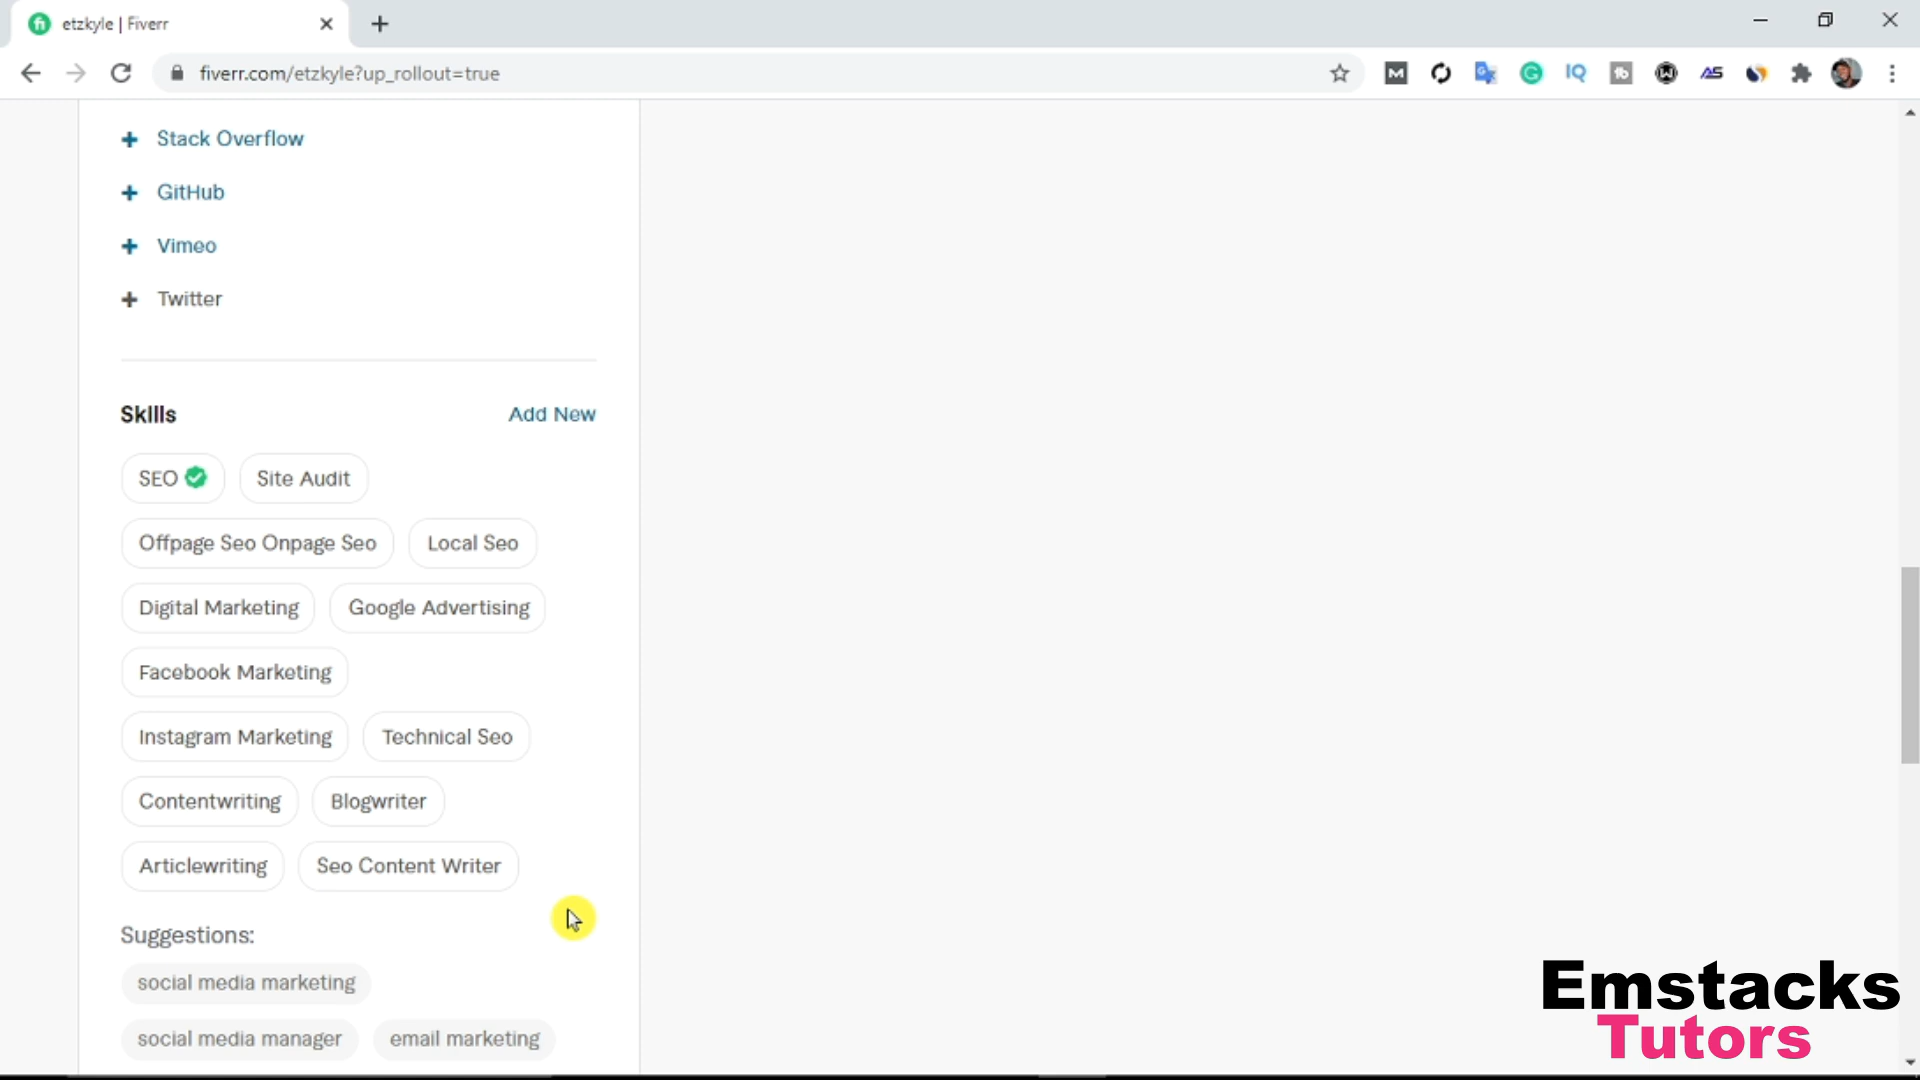 etzkyle | Fiverr
fiverr.com/etzkyle?up_rollout=true
Stack Overflow
GitHub
Vimeo
Twitter
Skills Add New
SEO Site Audit
Offpage Seo Onpage Seo Local Seo
Digital Marketing Google Advertising
Facebook Marketing
Instagram Marketing Technical Seo
Contentwriting Blogwriter
Articlewriting Seo Content Writer
Suggestions:
social media marketing
social media manager email marketing
Emstacks
Tutors